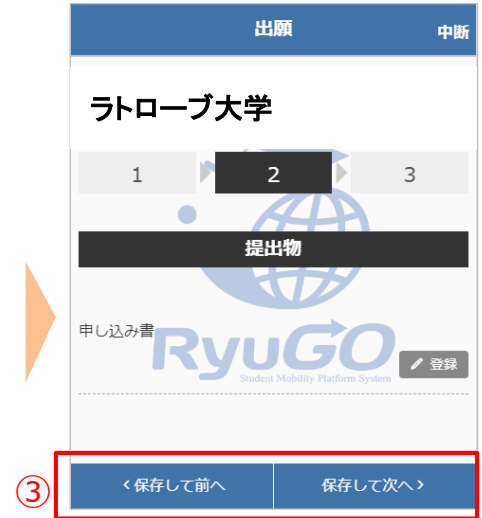 出願 中断
ラトローブ大学
1 2 3
提出物
申し込み書
RyuGO
Student Mobility Platform System
登録
③ <保存して前へ 保存して次へ>